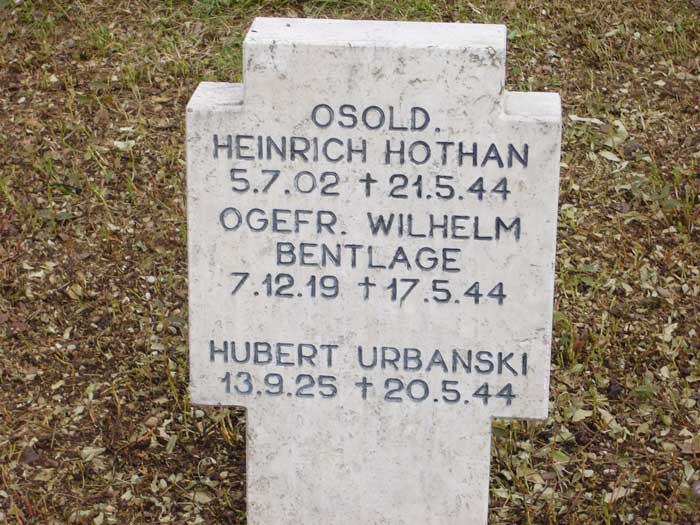 OSOLD.
HEINRICH HOTHAN
5.7.02 ✝ 21.5.44
OGEFR. WILHELM
BENTLAGE
7.12.19 ✝ 17.5.44
HUBERT URBANSKI
13.9.25 ✝ 20.5.44